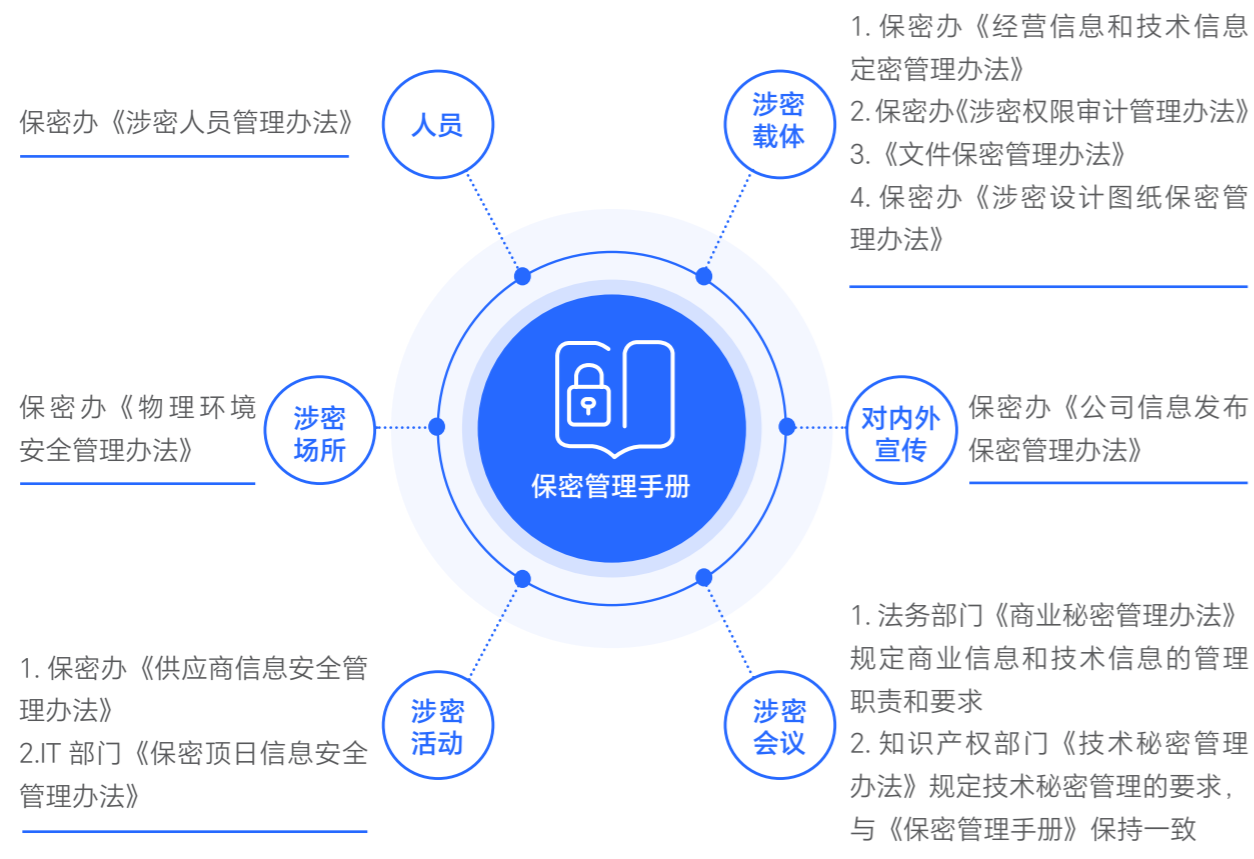 保密办《涉密人员管理办法》
人员
涉密
载体
1. 保密办《经营信息和技术信息
定密管理办法》
2. 保密办《涉密权限审计管理办法》
3.《文件保密管理办法》
4. 保密办《涉密设计图纸保密管
理办法》
保密办《物理环境
安全管理办法》
涉密
场所
保密管理手册
对内外
宣传
保密办《公司信息发布
保密管理办法》
1. 保密办《供应商信息安全管
理办法》
2.IT 部门《保密顶日信息安全
管理办法》
涉密
活动
涉密
会议
1. 法务部门《商业秘密管理办法》
规定商业信息和技术信息的管理
职责和要求
2. 知识产权部门《技术秘密管理
办法》规定技术秘密管理的要求，
与《保密管理手册》保持一致